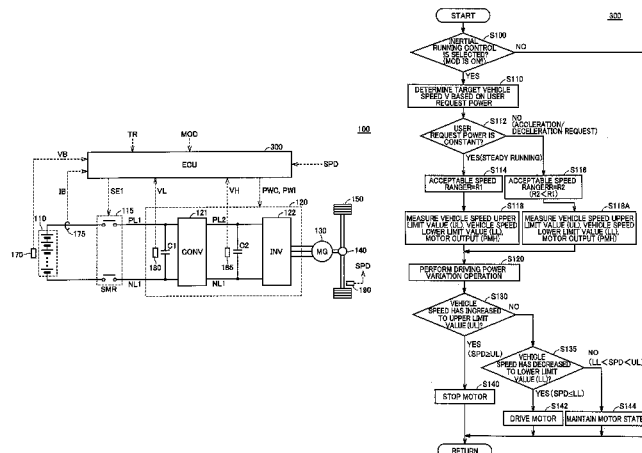 100
TR
MOD
300
VB
ECU
SPD
IB
SE1
VL
VH
PWC, PWI
120
150
110
115
PL1
121
PL2
122
130
175
C1
CONV
C2
INV
MG
140
170
180
185
SPD
SMR
NL1
NL1
190
300
START
S100
INERTIAL
RUNNING CONTROL
IS SELECTED?
(MOD IS ON?)
NO
YES
S110
DETERMINE TARGET VEHICLE
SPEED V BASED ON USER
REQUEST POWER
S112
USER
REQUEST POWER IS
CONSTANT?
NO
(ACCELERATION/
DECELERATION REQUEST)
YES(STEADY RUNNING)
S114
S116
ACCEPTABLE SPEED
RANGER=R1
ACCEPTABLE SPEED
RANGERR=R2
(R2<R1)
S118
S118A
MEASURE VEHICLE SPEED UPPER
LIMIT VALUE (UL), VEHICLE SPEED
LOWER LIMIT VALUE (LL),
MOTOR OUTPUT (PMH)
MEASURE VEHICLE SPEED UPPER
LIMIT VALUE (UL), VEHICLE SPEED
LOWER LIMIT VALUE (LL),
MOTOR OUTPUT (PMH)
S120
PERFORM DRIVING POWER
VARIATION OPERATION
S130
VEHICLE
SPEED HAS INCREASED
TO UPPER LIMIT
VALUE (UL)?
NO
YES
(SPD≥UL)
S135
VEHICLE
SPEED HAS DECREASED
TO LOWER LIMIT
VALUE (LL)?
NO
(LL<SPD<UL)
YES(SPD≤LL)
S140
STOP MOTOR
S142
DRIVE MOTOR
S144
MAINTAIN MOTOR STATE
RETURN